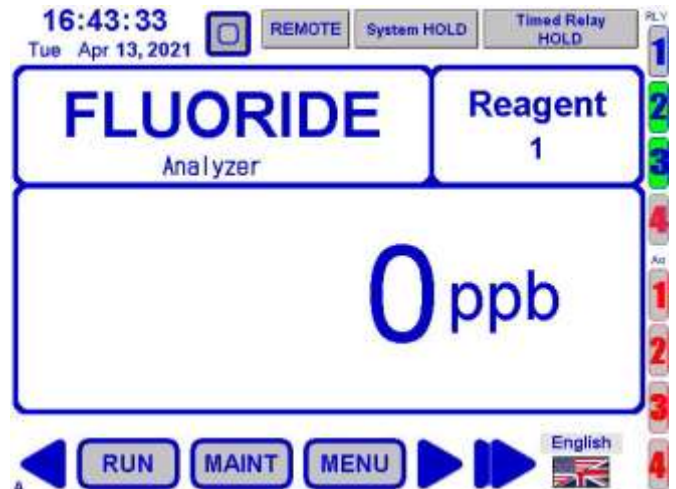 16:43:33
Tue Apr 13, 2021
REMOTE
System HOLD
Timed Relay
HOLD
RLY
1
2
3
4
FLUORIDE
Analyzer
Reagent
1
0 ppb
Ao
1
2
3
4
RUN
MAINT
MENU
English
A